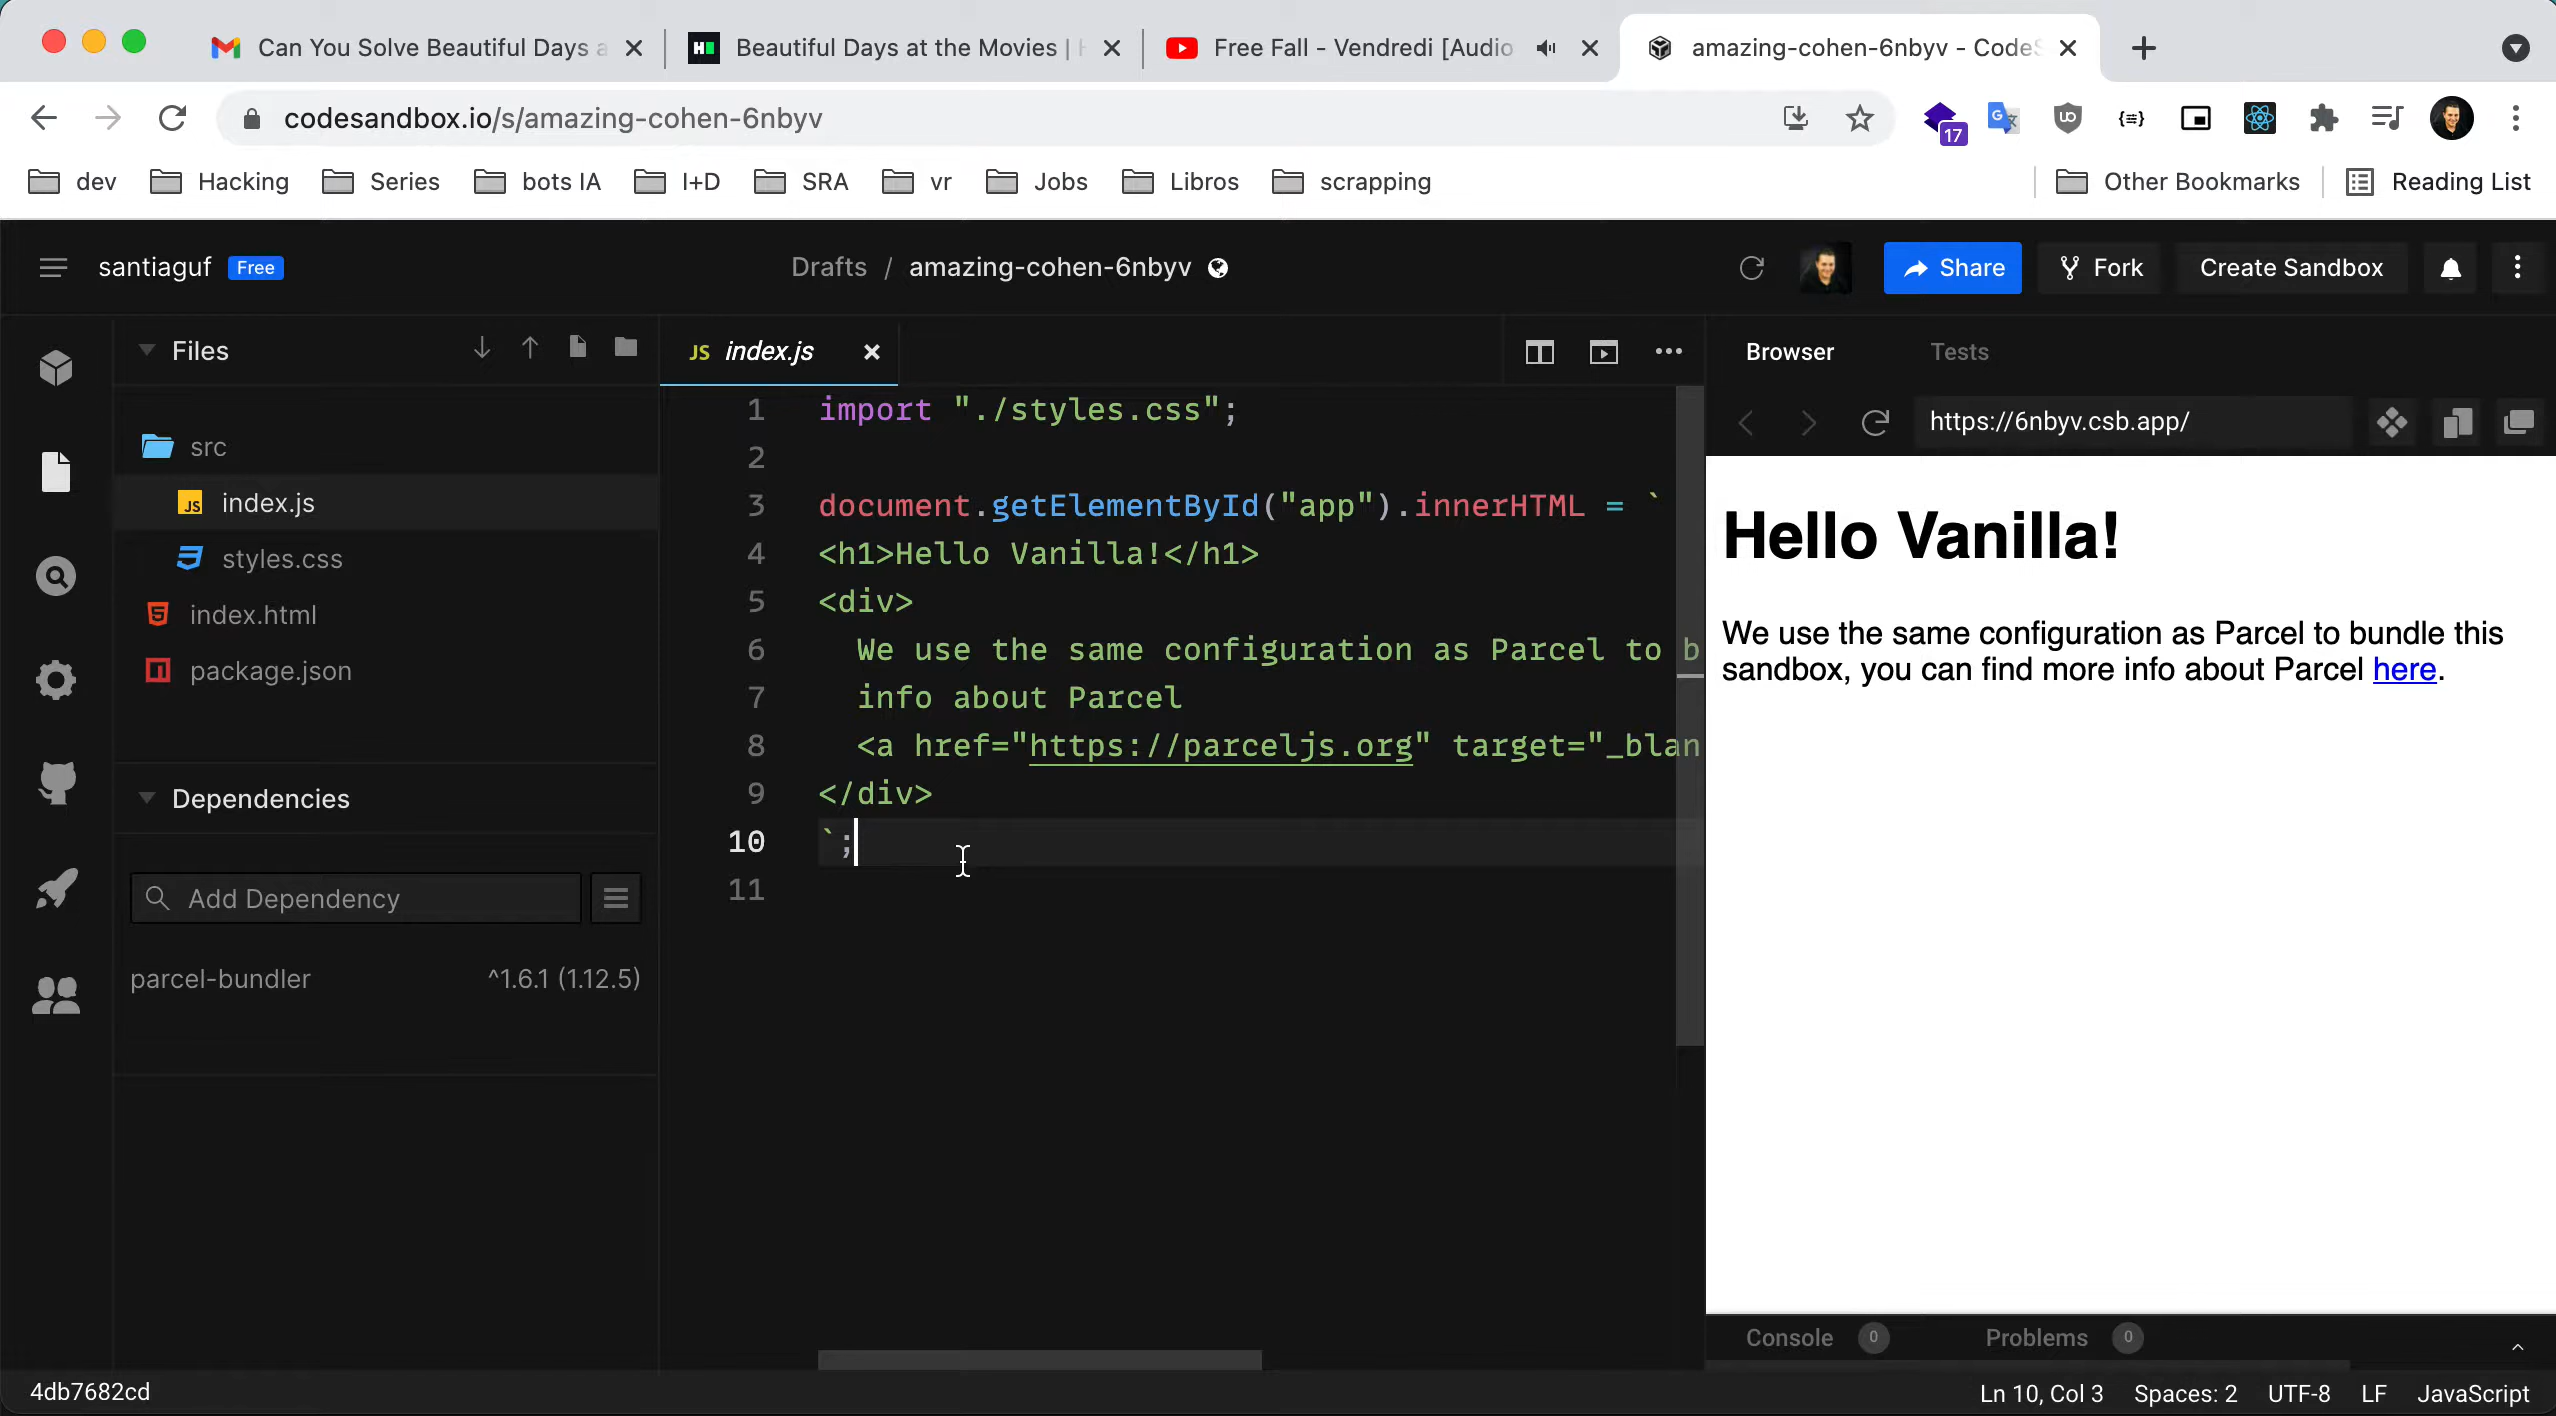 Can You Solve Beautiful Days a
Beautiful Days at the Movies |
Free Fall - Vendredi [Audio
amazing-cohen-6nbyv - CodeS
codesandbox.io/s/amazing-cohen-6nbyv
17
dev Hacking Series bots IA I+D SRA vr Jobs Libros scrapping Other Bookmarks Reading List
santiaguf Free Drafts / amazing-cohen-6nbyv Share Fork Create Sandbox
Files
src
index.js
styles.css
index.html
package.json
Dependencies
Add Dependency
parcel-bundler ^1.6.1 (1.12.5)
JS index.js
1 import "./styles.css";
2
3 document.getElementById("app").innerHTML = `
4 <h1>Hello Vanilla!</h1>
5 <div>
6 We use the same configuration as Parcel to b
7 info about Parcel
8 <a href="https://parceljs.org" target="_blan
9 </div>
10 `;
11
Browser Tests
https://6nbyv.csb.app/
Hello Vanilla!
We use the same configuration as Parcel to bundle this
sandbox, you can find more info about Parcel here.
Console 0 Problems 0
4db7682cd Ln 10, Col 3 Spaces: 2 UTF-8 LF JavaScript